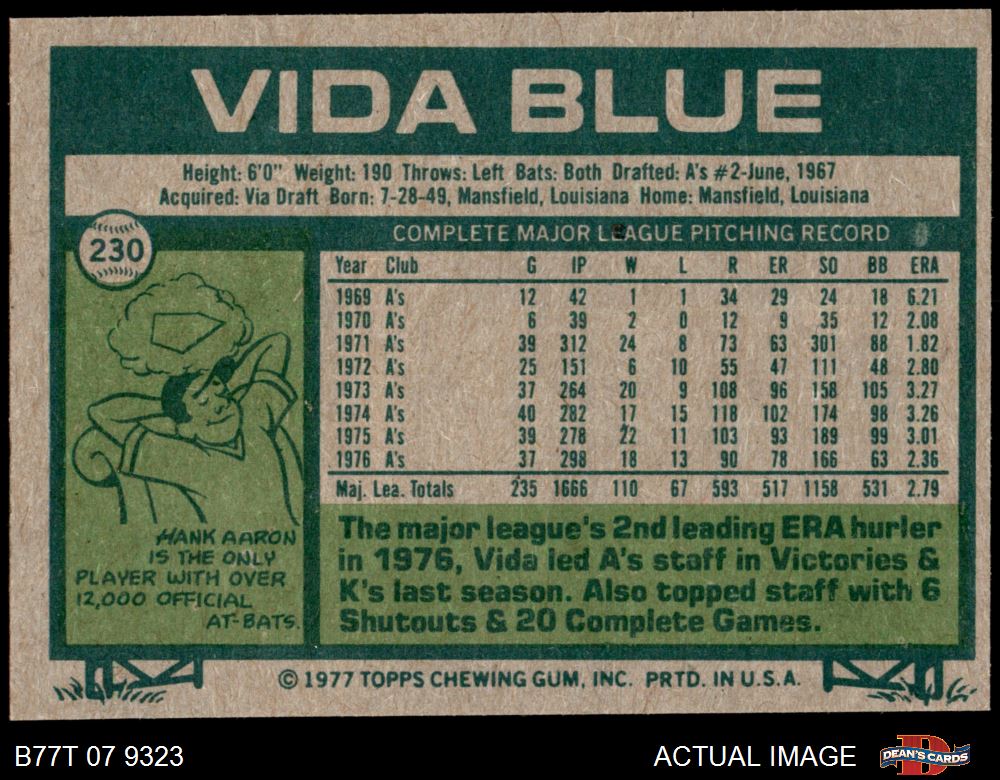 VIDA BLUE
Height: 6'0" Weight: 190 Throws: Left Bats: Both Drafted: A's #2-June, 1967
Acquired: Via Draft Born: 7-28-49, Mansfield, Louisiana Home: Mansfield, Louisiana
230
COMPLETE MAJOR LEAGUE PITCHING RECORD
Year Club G IP W L R ER SO BB ERA
1969 A's 12 42 1 1 34 29 24 18 6.21
1970 A's 6 39 2 0 12 9 35 12 2.08
1971 A's 39 312 24 8 73 63 301 88 1.82
1972 A's 25 151 6 10 55 47 111 48 2.80
1973 A's 37 264 20 9 108 96 158 105 3.27
1974 A's 40 282 17 15 118 102 174 98 3.26
1975 A's 39 278 22 11 103 93 189 99 3.01
1976 A's 37 298 18 13 90 78 166 63 2.36
Maj. Lea. Totals 235 1666 110 67 593 517 1158 531 2.79
HANK AARON
IS THE ONLY
PLAYER WITH OVER
12,000 OFFICIAL
AT-BATS.
The major league's 2nd leading ERA hurler
in 1976, Vida led A's staff in Victories &
K's last season. Also topped staff with 6
Shutouts & 20 Complete Games.
© 1977 TOPPS CHEWING GUM, INC. PRTD. IN U.S.A.
B77T 07 9323
ACTUAL IMAGE
D
DEAN'S CARDS